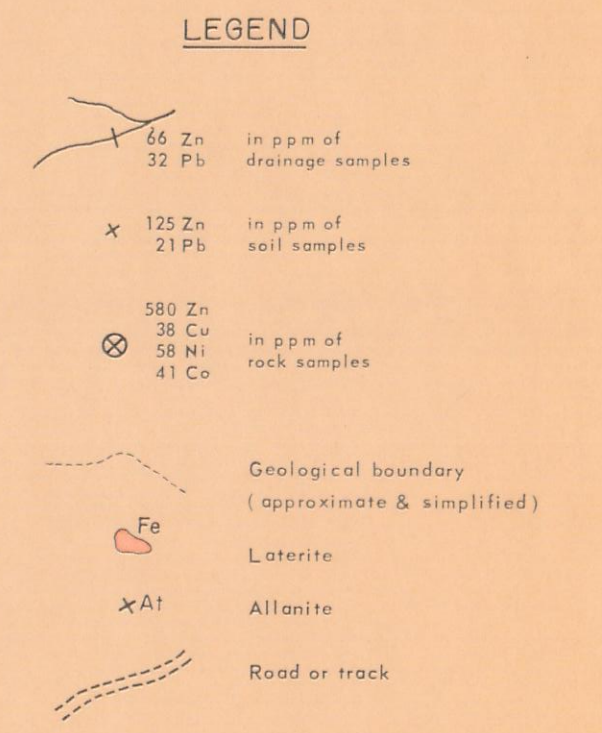 LEGEND
66 Zn in ppm of
32 Pb drainage samples
125 Zn in ppm of
21 Pb soil samples
580 Zn
38 Cu
58 Ni in ppm of
41 Co rock samples
Geological boundary
(approximate & simplified)
Fe
Laterite
At Allanite
Road or track